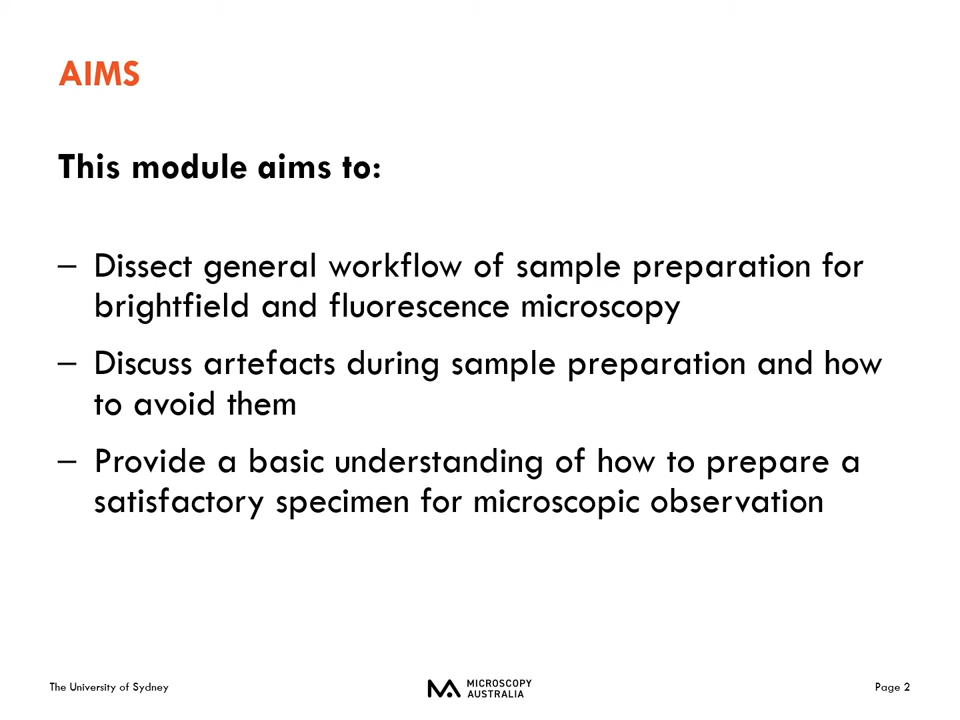 AIMS
This module aims to:
– Dissect general workflow of sample preparation for
brightfield and fluorescence microscopy
– Discuss artefacts during sample preparation and how
to avoid them
– Provide a basic understanding of how to prepare a
satisfactory specimen for microscopic observation
The University of Sydney
MICROSCOPY
AUSTRALIA
Page 2